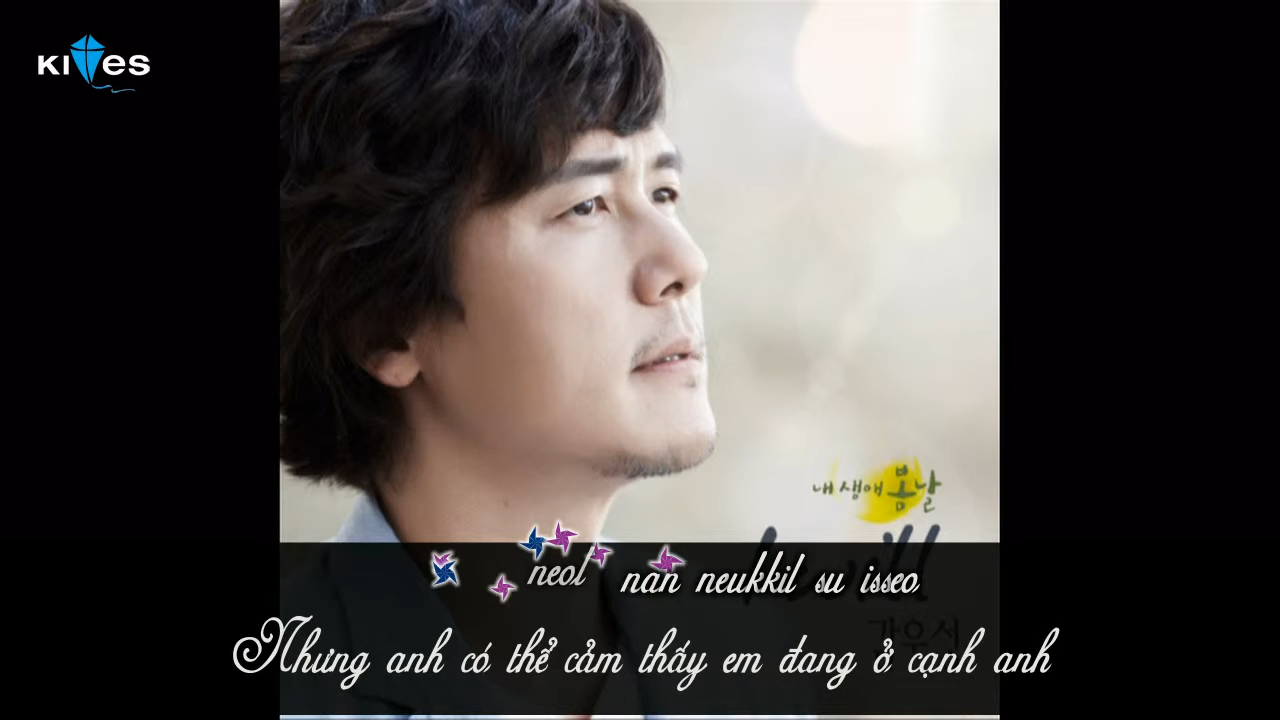 KITES
내 생애 봄날
neol nan neukkil su isseo
Nhưng anh có thể cảm thấy em đang ở cạnh anh